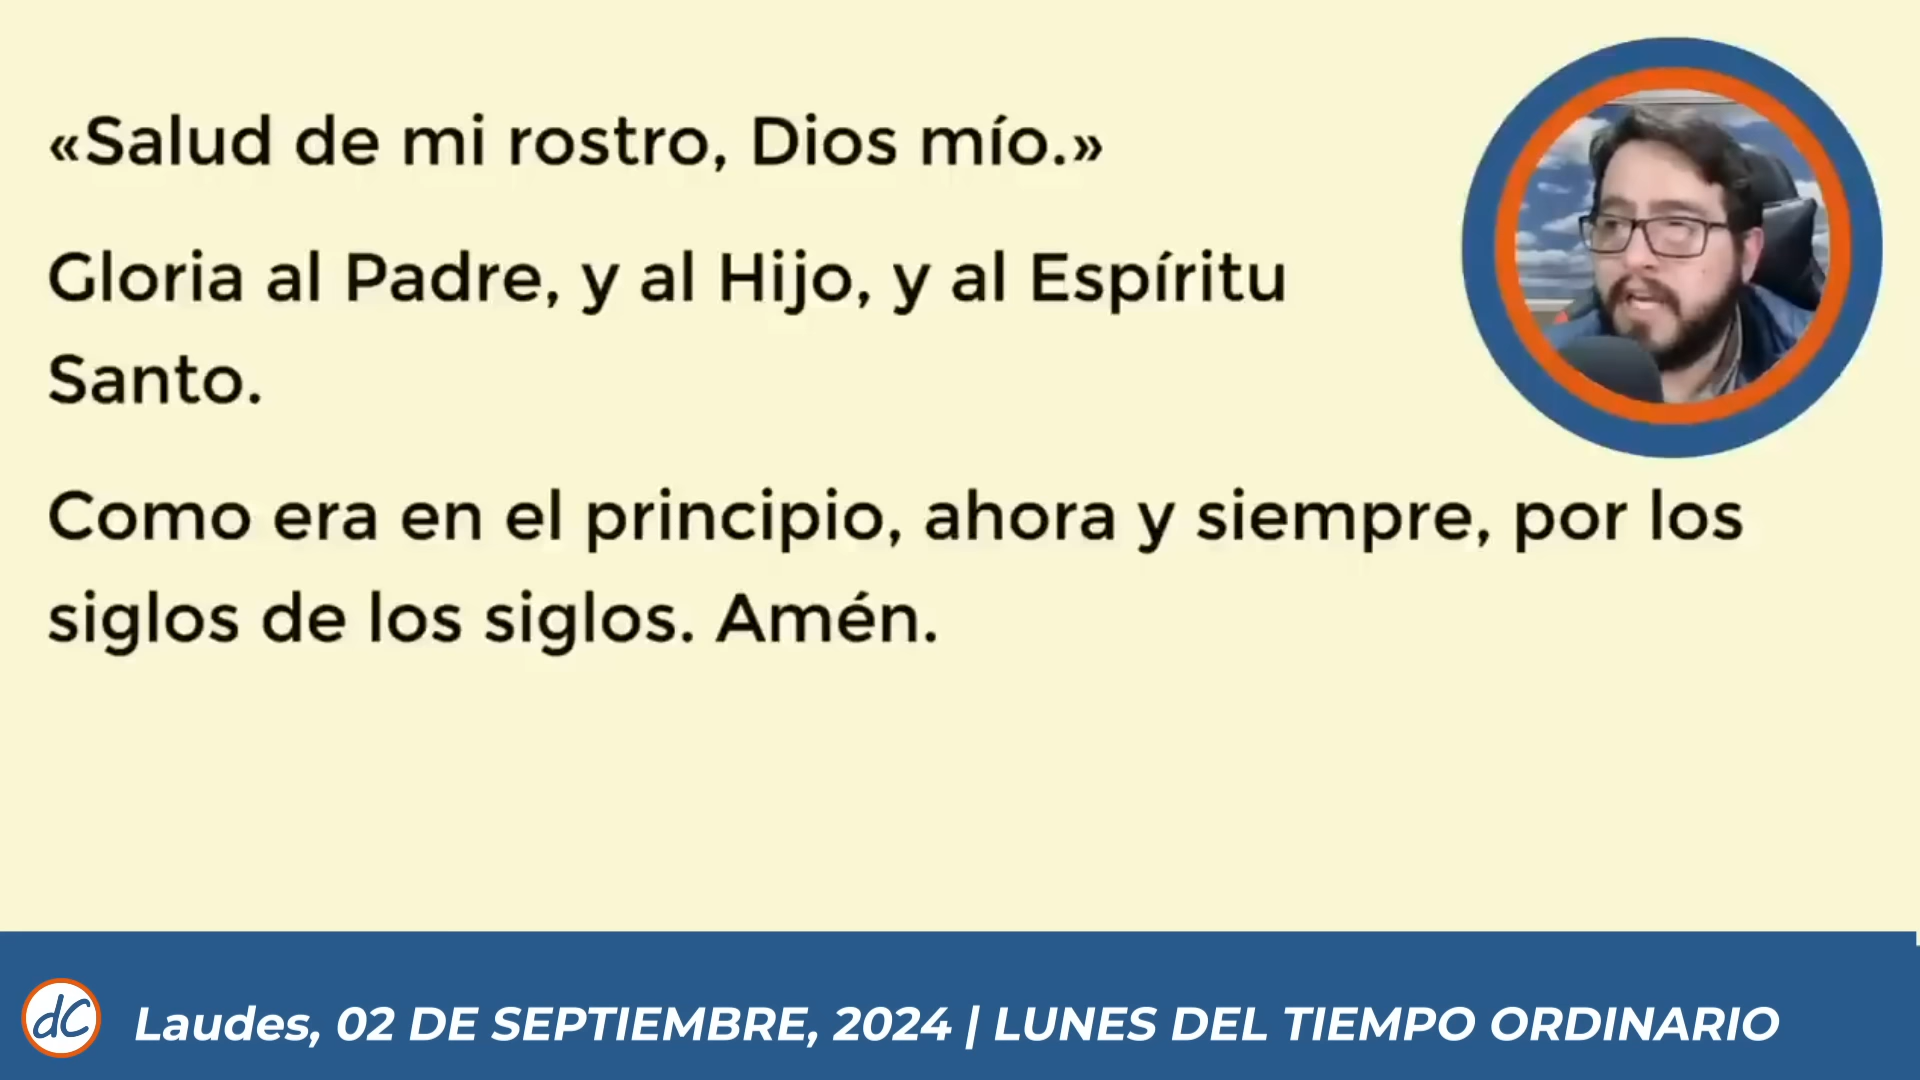 «Salud de mi rostro, Dios mío.»
Gloria al Padre, y al Hijo, y al Espíritu
Santo.
Como era en el principio, ahora y siempre, por los
siglos de los siglos. Amén.
dC Laudes, 02 DE SEPTIEMBRE, 2024 | LUNES DEL TIEMPO ORDINARIO